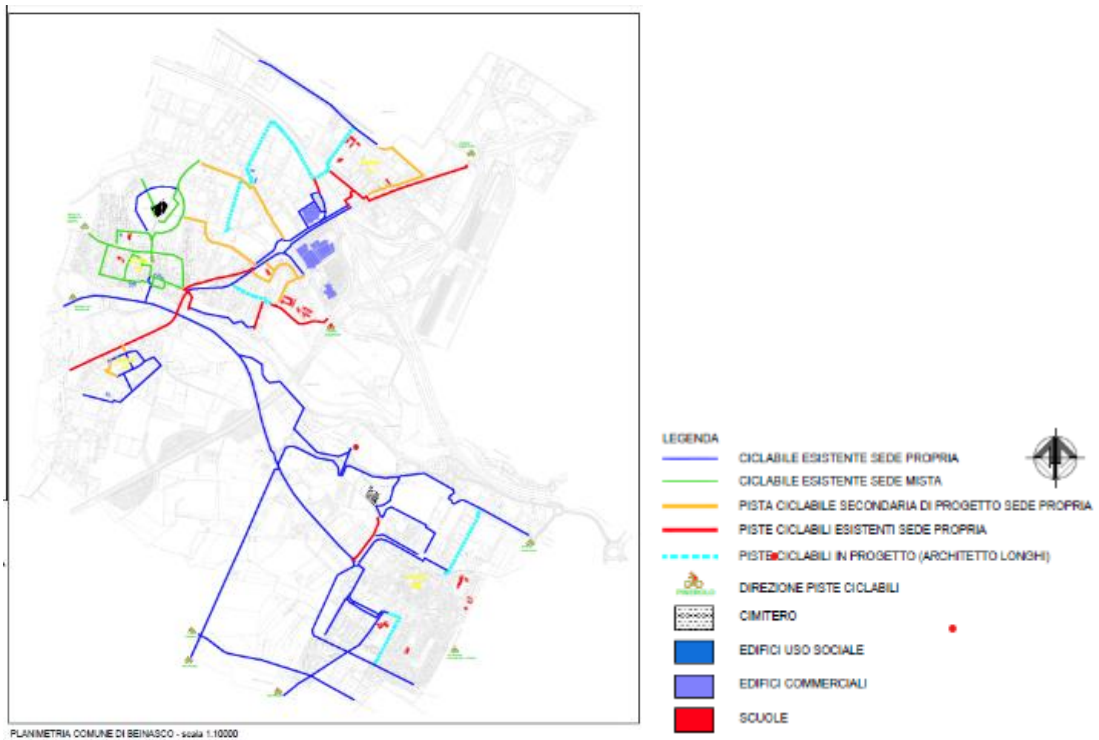 LEGENDA
CICLABILE ESISTENTE SEDE PROPRIA
CICLABILE ESISTENTE SEDE MISTA
PISTA CICLABILE SECONDARIA DI PROGETTO SEDE PROPRIA
PISTE CICLABILI ESISTENTI SEDE PROPRIA
PISTE CICLABILI IN PROGETTO (ARCHITETTO LONGHI)
DIREZIONE PISTE CICLABILI
CIMITERO
EDIFICI USO SOCIALE
EDIFICI COMMERCIALI
SCUOLE
PLANIMETRIA COMUNE DI BEINASCO - scala 1:10000